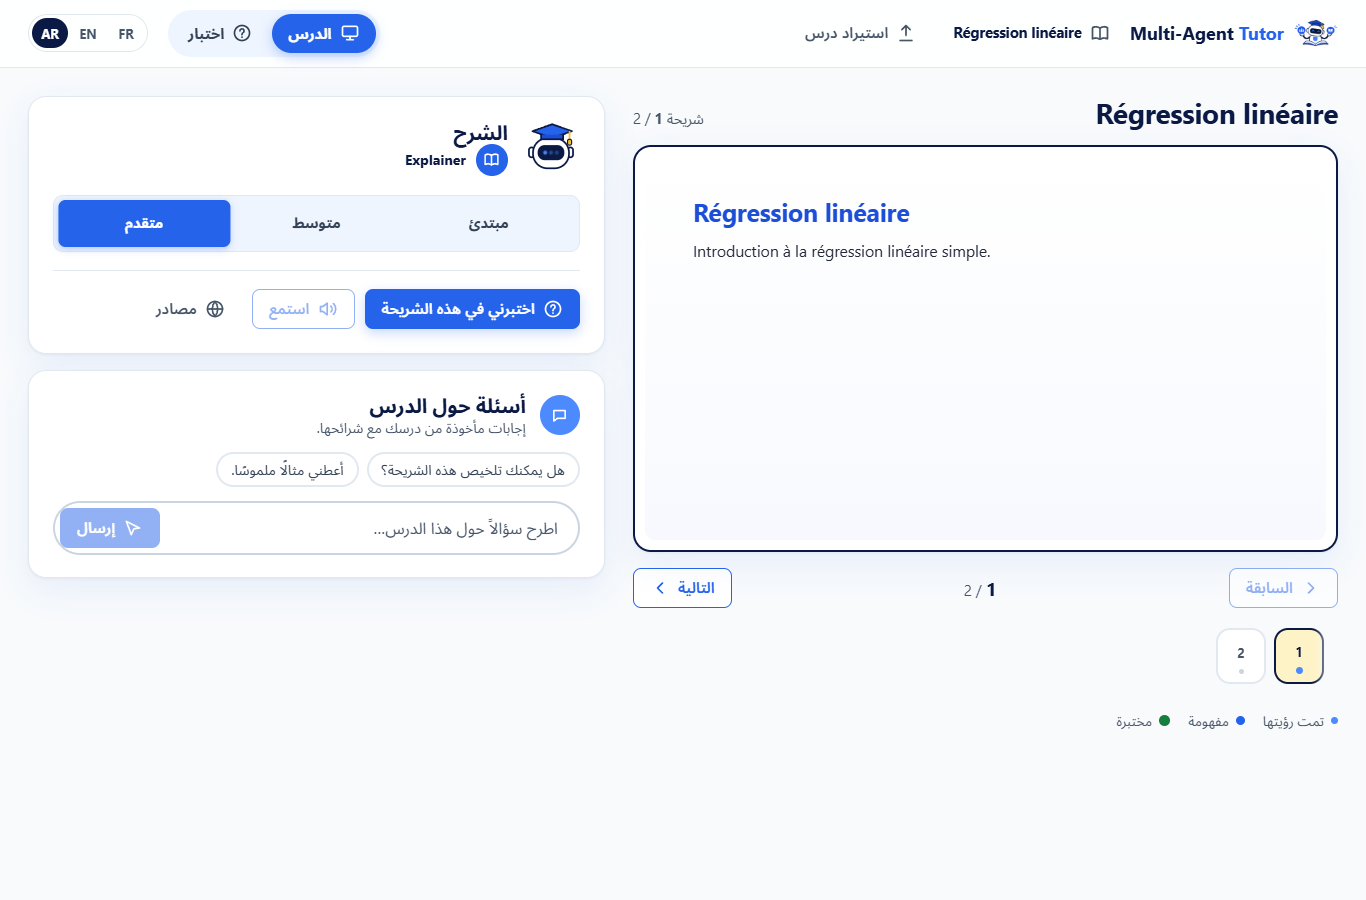 Multi-Agent Tutor
Régression linéaire
استيراد درس
الدرس
اختبار
FR
EN
AR
Régression linéaire
شريحة 1 / 2
Régression linéaire
Introduction à la régression linéaire simple.
السابقة
1 / 2
التالية
1
2
تمت رؤيتها
مفهومة
مختبرة
الشرح
Explainer
مبتدئ
متوسط
متقدم
اختبرني في هذه الشريحة
استمع
مصادر
أسئلة حول الدرس
إجابات مأخوذة من درسك مع شرائحها.
هل يمكنك تلخيص هذه الشريحة؟
أعطني مثالًا ملموسًا.
اطرح سؤالاً حول هذا الدرس...
إرسال